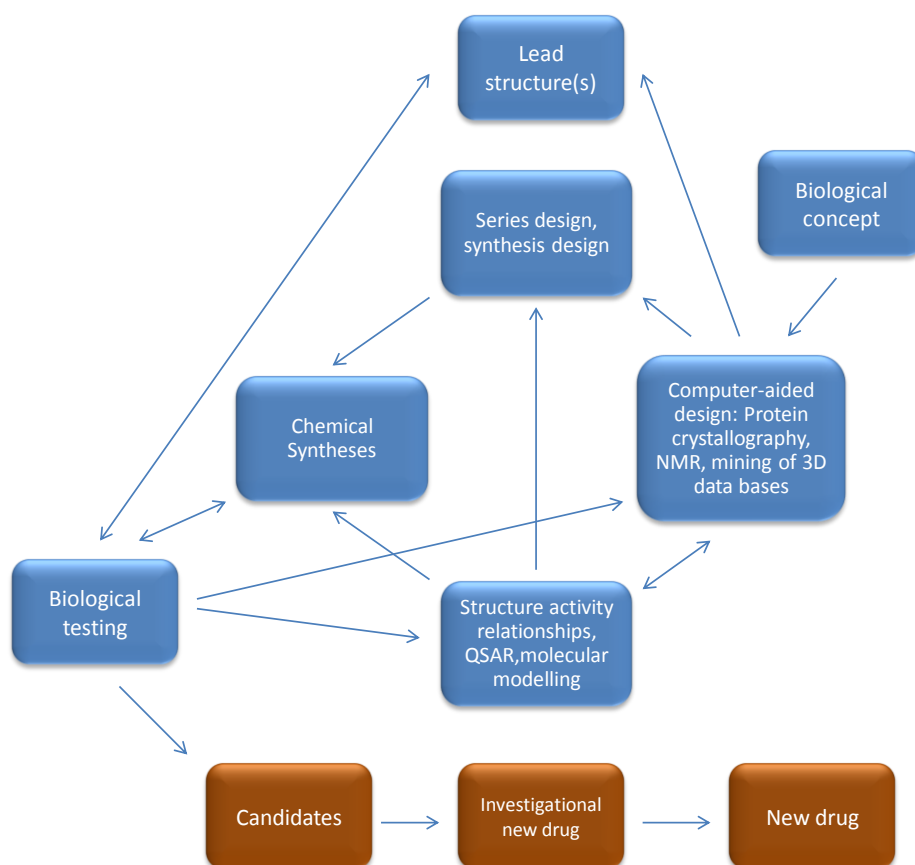 Lead
structure(s)
Biological
concept
Series design,
synthesis design
Computer-aided
design: Protein
crystallography,
NMR, mining of 3D
data bases
Chemical
Syntheses
Biological
testing
Structure activity
relationships,
QSAR,molecular
modelling
Candidates
Investigational
new drug
New drug